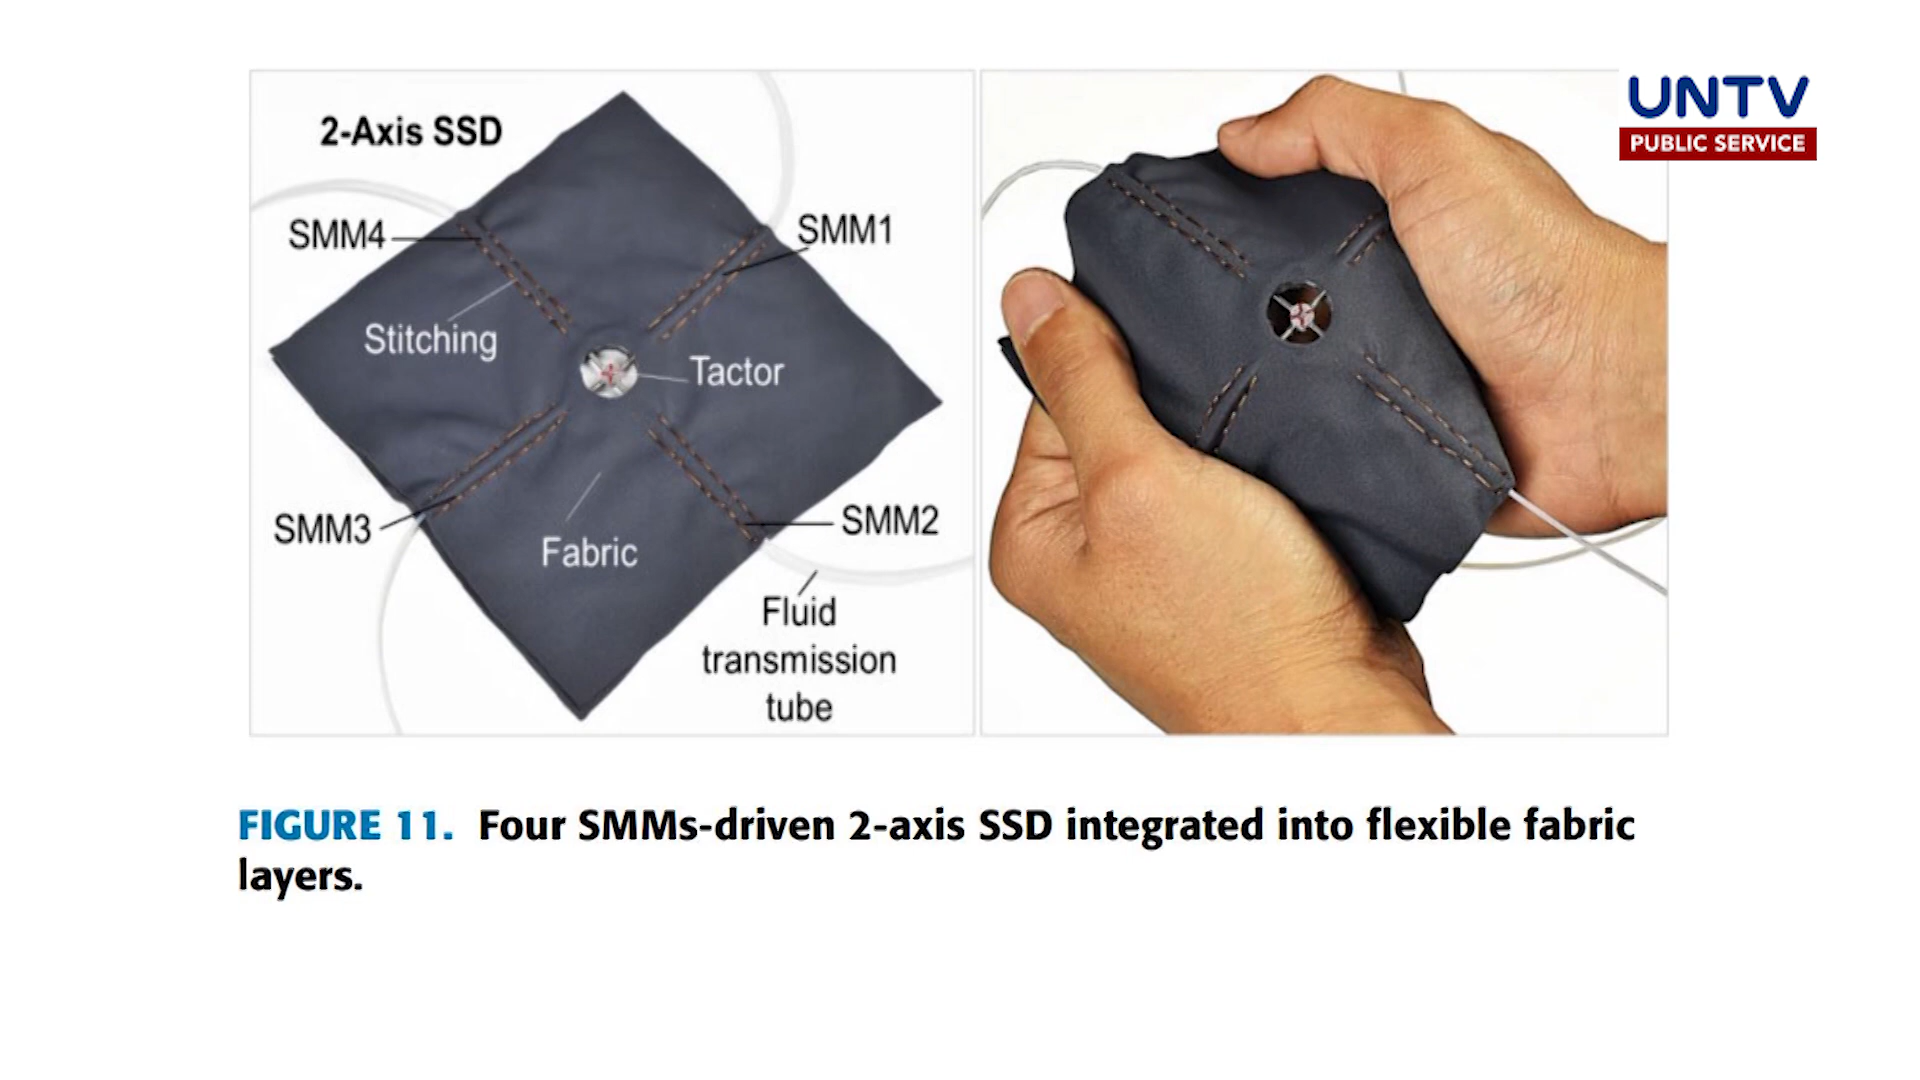 UNTV
PUBLIC SERVICE
2-Axis SSD
SMM4
SMM1
Stitching
Tactor
SMM3
SMM2
Fabric
Fluid
transmission
tube
FIGURE 11. Four SMMs-driven 2-axis SSD integrated into flexible fabric
layers.